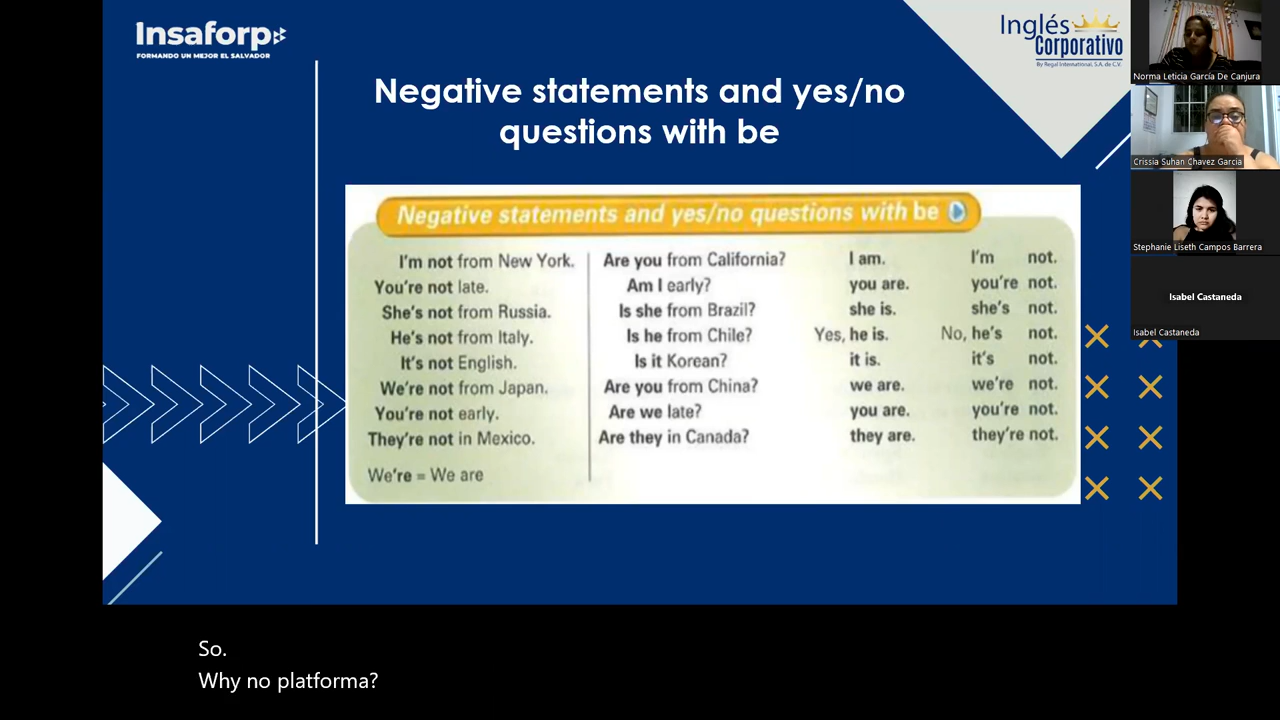 Insaforp
FORMANDO UN MEJOR EL SALVADOR
Inglés
Corporativo
By Regal International, S.A. de C.V.
Negative statements and yes/no
questions with be
Negative statements and yes/no questions with be
I'm not from New York. Are you from California? I am. I'm not.
You're not late. Am I early? you are. you're not.
She's not from Russia. Is she from Brazil? she is. she's not.
He's not from Italy. Is he from Chile? Yes, he is. No, he's not.
It's not English. Is it Korean? it is. it's not.
We're not from Japan. Are you from China? we are. we're not.
You're not early. Are we late? you are. you're not.
They're not in Mexico. Are they in Canada? they are. they're not.
We're = We are
Norma Leticia García De Canjura
Crissia Suhan Chavez García
Stephanie Liseth Campos Barrera
Isabel Castaneda
Isabel Castaneda
So.
Why no platforma?